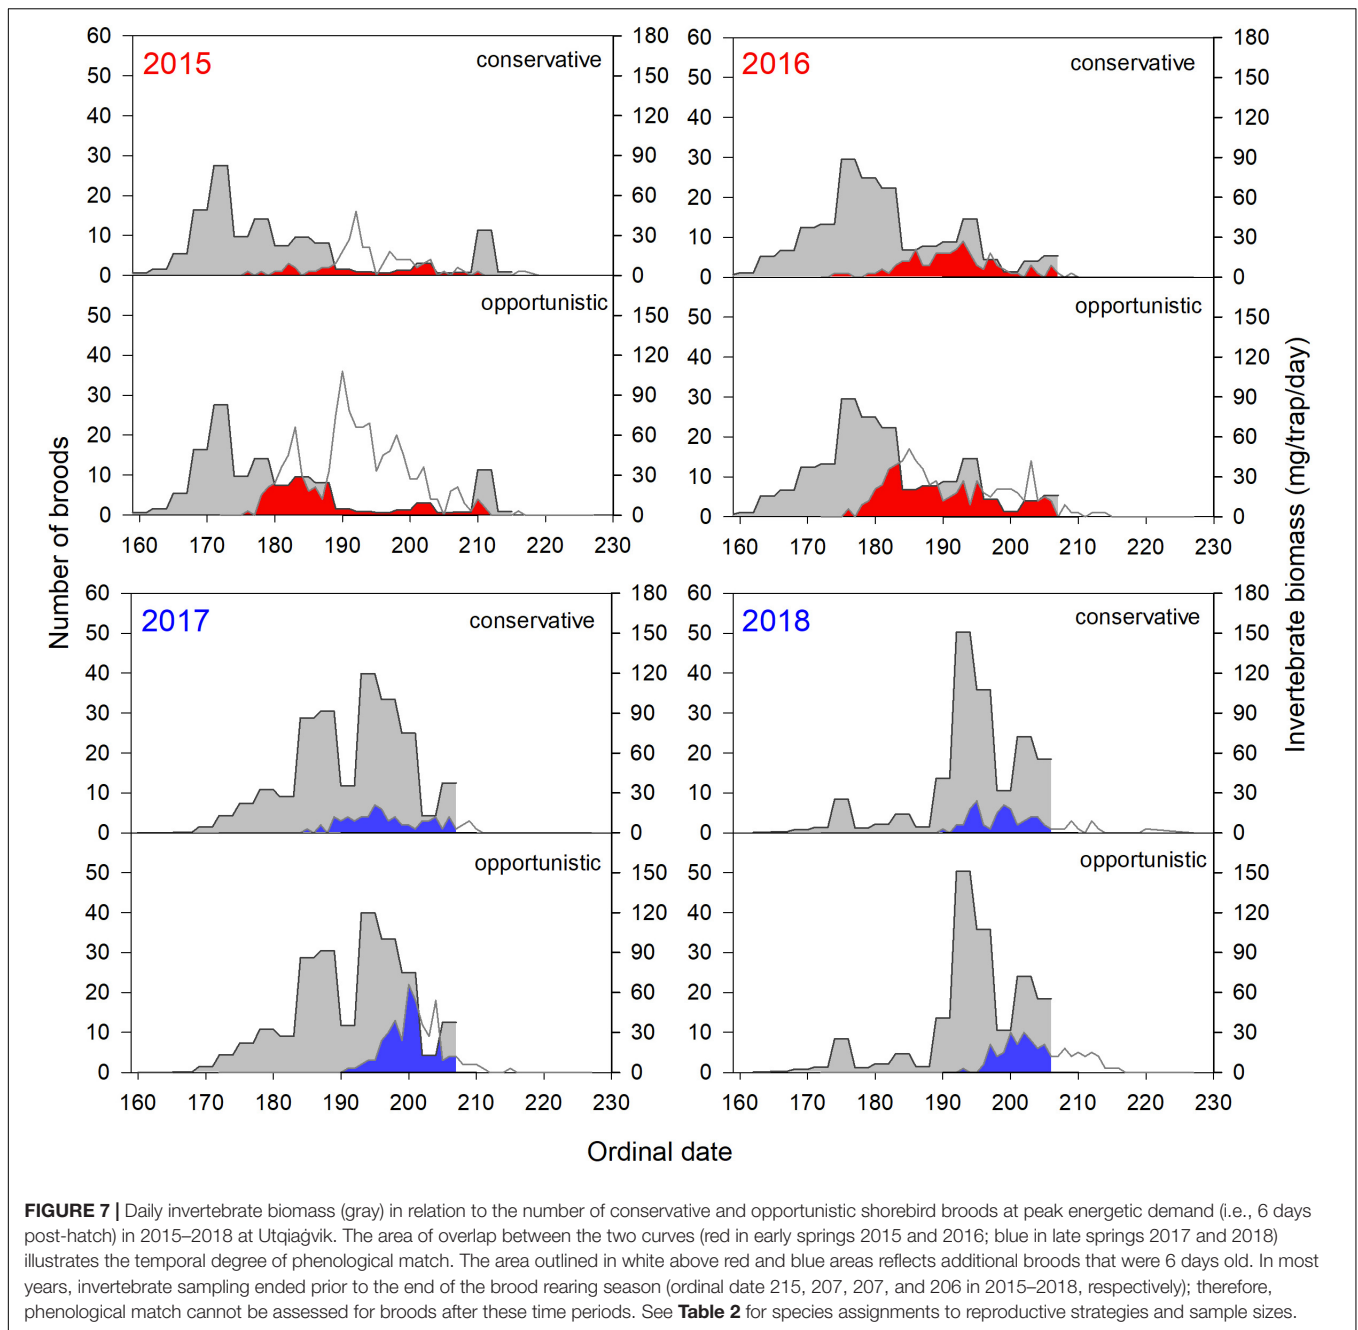 60 2015 conservative 180
50 150
40 120
30 90
20 60
10 30
0 0
opportunistic
50 150
40 120
30 90
20 60
10 30
0 0
160 170 180 190 200 210 220 230
60 2016 conservative 180
50 150
40 120
30 90
20 60
10 30
0 0
opportunistic
50 150
40 120
30 90
20 60
10 30
0 0
160 170 180 190 200 210 220 230
Number of broods
Invertebrate biomass (mg/trap/day)
60 2017 conservative 180
50 150
40 120
30 90
20 60
10 30
0 0
opportunistic
50 150
40 120
30 90
20 60
10 30
0 0
160 170 180 190 200 210 220 230
60 2018 conservative 180
50 150
40 120
30 90
20 60
10 30
0 0
opportunistic
50 150
40 120
30 90
20 60
10 30
0 0
160 170 180 190 200 210 220 230
Ordinal date
FIGURE 7 | Daily invertebrate biomass (gray) in relation to the number of conservative and opportunistic shorebird broods at peak energetic demand (i.e., 6 days
post-hatch) in 2015–2018 at Utqiaġvik. The area of overlap between the two curves (red in early springs 2015 and 2016; blue in late springs 2017 and 2018)
illustrates the temporal degree of phenological match. The area outlined in white above red and blue areas reflects additional broods that were 6 days old. In most
years, invertebrate sampling ended prior to the end of the brood rearing season (ordinal date 215, 207, 207, and 206 in 2015–2018, respectively); therefore,
phenological match cannot be assessed for broods after these time periods. See Table 2 for species assignments to reproductive strategies and sample sizes.